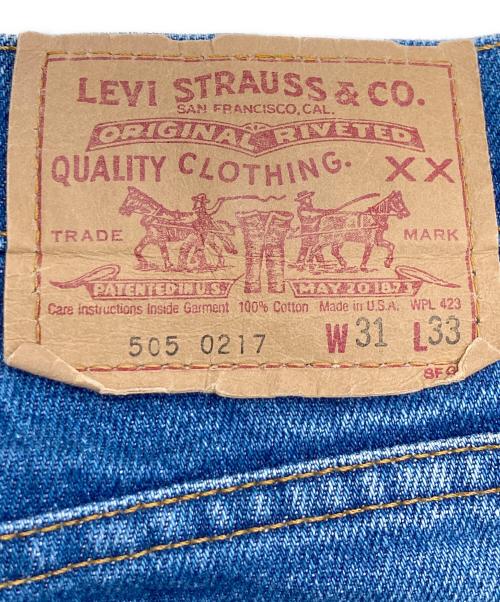 LEVI STRAUSS & CO.
SAN FRANCISCO, CAL.
ORIGINAL RIVETED
QUALITY CLOTHING. XX
TRADE MARK
PATENTED IN U.S. MAY 20 1873
Care Instructions Inside Garment 100% Cotton Made in U.S.A. WPL 423
505 0217 W 31 L 33